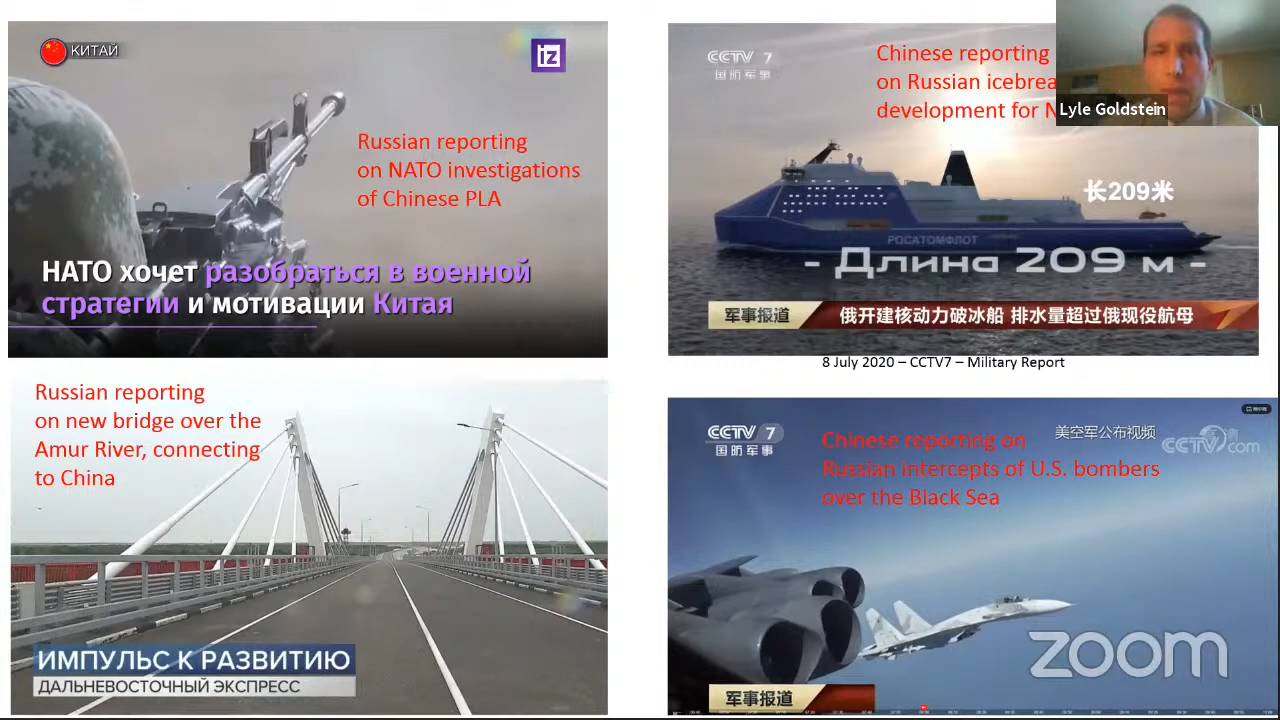 КИТАЙ
iz
Russian reporting
on NATO investigations
of Chinese PLA
НАТО хочет разобраться в военной
стратегии и мотивации Китая
CCTV 7
国防军事
Chinese reporting
on Russian icebrea
development for N
Lyle Goldstein
长209米
РОСАТОМФЛОТ
- Длина 209 м -
军事报道
俄开建核动力破冰船 排水量超过俄现役航母
8 July 2020 – CCTV7 – Military Report
Russian reporting
on new bridge over the
Amur River, connecting
to China
ИМПУЛЬС К РАЗВИТИЮ
ДАЛЬНЕВОСТОЧНЫЙ ЭКСПРЕСС
CCTV 7
国防军事
美空军公布视频
CCTV com
Chinese reporting on
Russian intercepts of U.S. bombers
over the Black Sea
zoom
军事报道